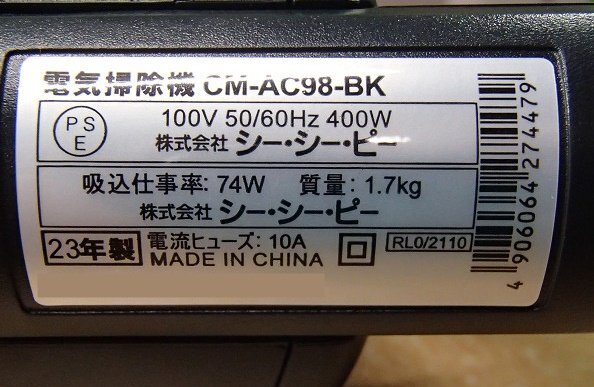 電気掃除機 CM-AC98-BK
PSE
100V 50/60Hz 400W
株式会社 シー・シー・ピー
吸込仕事率: 74W 質量: 1.7kg
株式会社 シー・シー・ピー
23年製 電流ヒューズ: 10A
MADE IN CHINA
RL0/2110
4 906064 274479